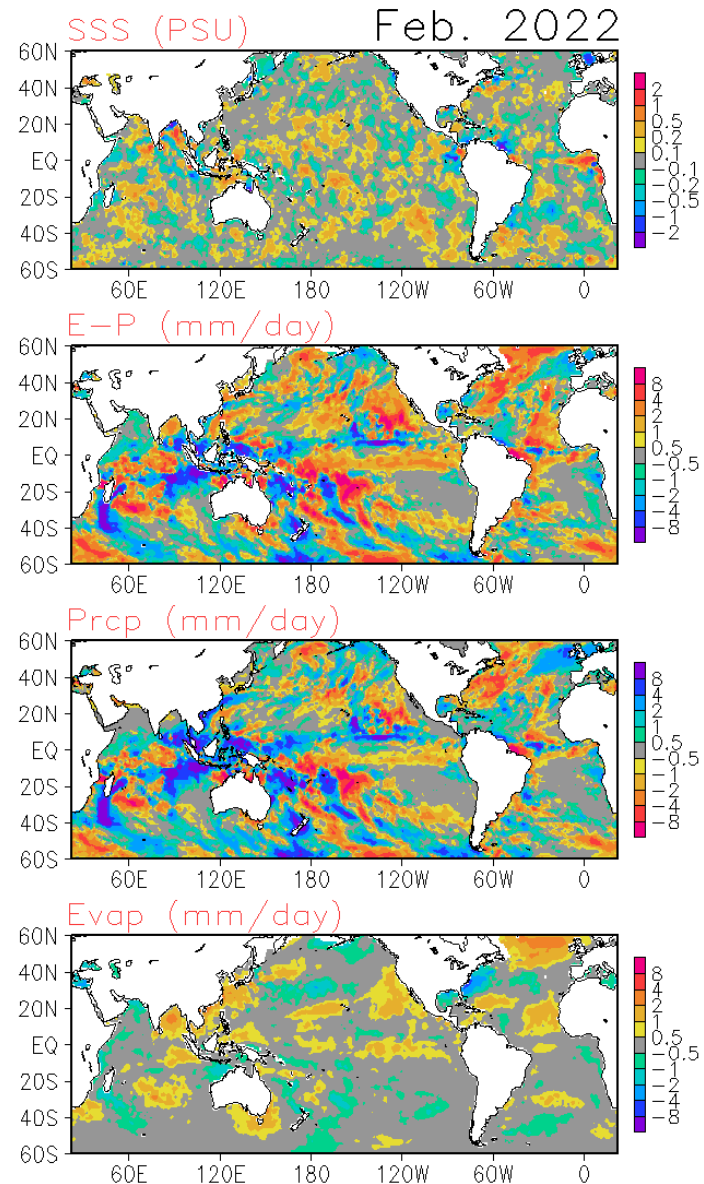 SSS (PSU) Feb. 2022
60N
40N
20N
EQ
20S
40S
60S
60E 120E 180 120W 60W 0
2
1
0.5
0.2
0.1
−0.1
−0.2
−0.5
−1
−2
E−P (mm/day)
60N
40N
20N
EQ
20S
40S
60S
60E 120E 180 120W 60W 0
8
4
2
1
0.5
−0.5
−1
−2
−4
−8
Prcp (mm/day)
60N
40N
20N
EQ
20S
40S
60S
60E 120E 180 120W 60W 0
8
4
2
1
0.5
−0.5
−1
−2
−4
−8
Evap (mm/day)
60N
40N
20N
EQ
20S
40S
60S
60E 120E 180 120W 60W 0
8
4
2
1
0.5
−0.5
−1
−2
−4
−8